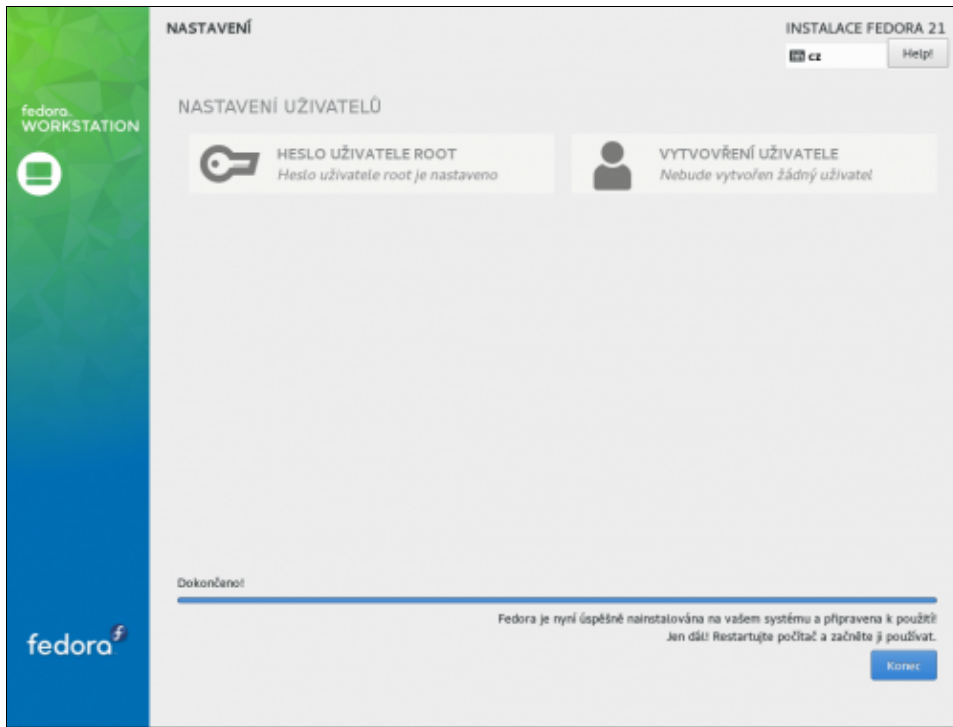 NASTAVENÍ
INSTALACE FEDORA 21
cz
Help!
fedora
WORKSTATION
NASTAVENÍ UŽIVATELŮ
HESLO UŽIVATELE ROOT
Heslo uživatele root je nastaveno
VYTVOVŘENÍ UŽIVATELE
Nebude vytvořen žádný uživatel
Dokončeno!
Fedora je nyní úspěšně nainstalována na vašem systému a připravena k použití!
Jen dál! Restartujte počítač a začněte ji používat.
Konec
fedora